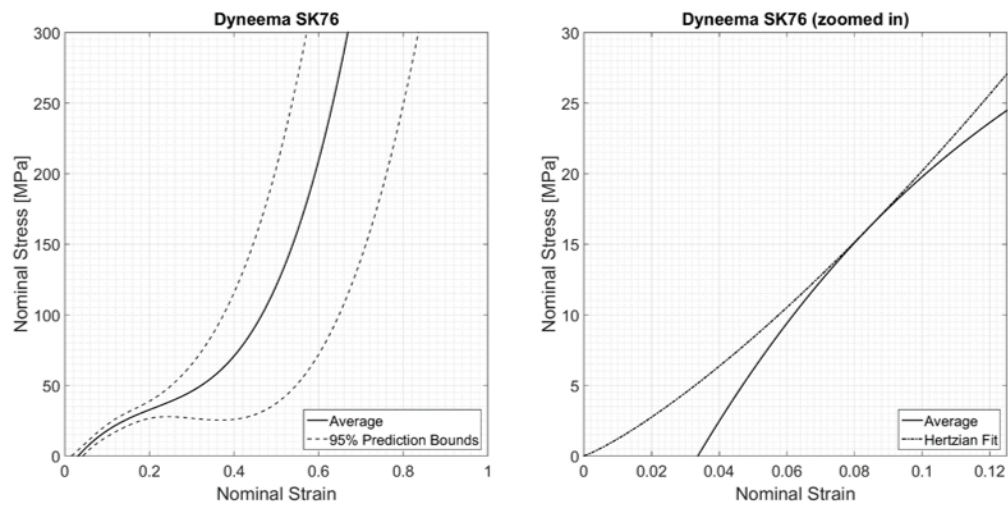 Dyneema SK76
300
250
200
150
100
50
0
Nominal Stress [MPa]
0
0.2
0.4
0.6
0.8
1
Nominal Strain
Average
95% Prediction Bounds
Dyneema SK76 (zoomed in)
30
25
20
15
10
5
0
Nominal Stress [MPa]
0
0.02
0.04
0.06
0.08
0.1
0.12
Nominal Strain
Average
Hertzian Fit